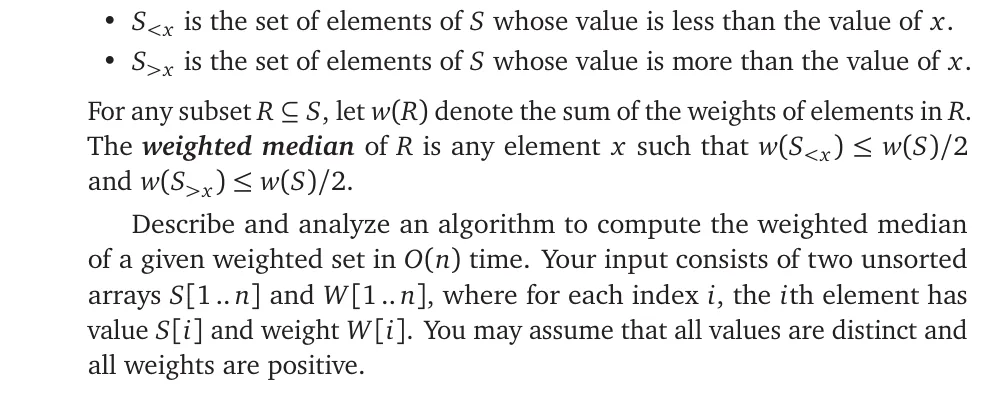 • S<x is the set of elements of S whose value is less than the value of x.
• S>x is the set of elements of S whose value is more than the value of x.
For any subset R ⊆ S, let w(R) denote the sum of the weights of elements in R.
The weighted median of R is any element x such that w(S<x) ≤ w(S)/2
and w(S>x) ≤ w(S)/2.
Describe and analyze an algorithm to compute the weighted median
of a given weighted set in O(n) time. Your input consists of two unsorted
arrays S[1..n] and W[1..n], where for each index i, the ith element has
value S[i] and weight W[i]. You may assume that all values are distinct and
all weights are positive.